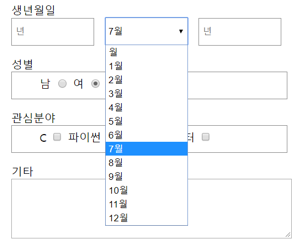 생년월일
년 7월 년
월
1월
2월
3월
4월
5월
6월
7월
8월
9월
10월
11월
12월
성별
남 여
관심분야
C 파이썬 터
기타